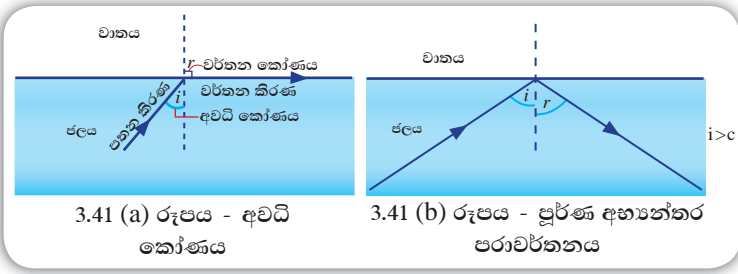 වාතය
r
වර්තන කෝණය
වර්තන කිරණ
පතන කිරණ
i
අවධි කෝණය
ජලය
3.41 (a) රූපය - අවධි
කෝණය
වාතය
i
r
ජලය
i>c
3.41 (b) රූපය - පූර්ණ අභ්‍යන්තර
පරාවර්තනය